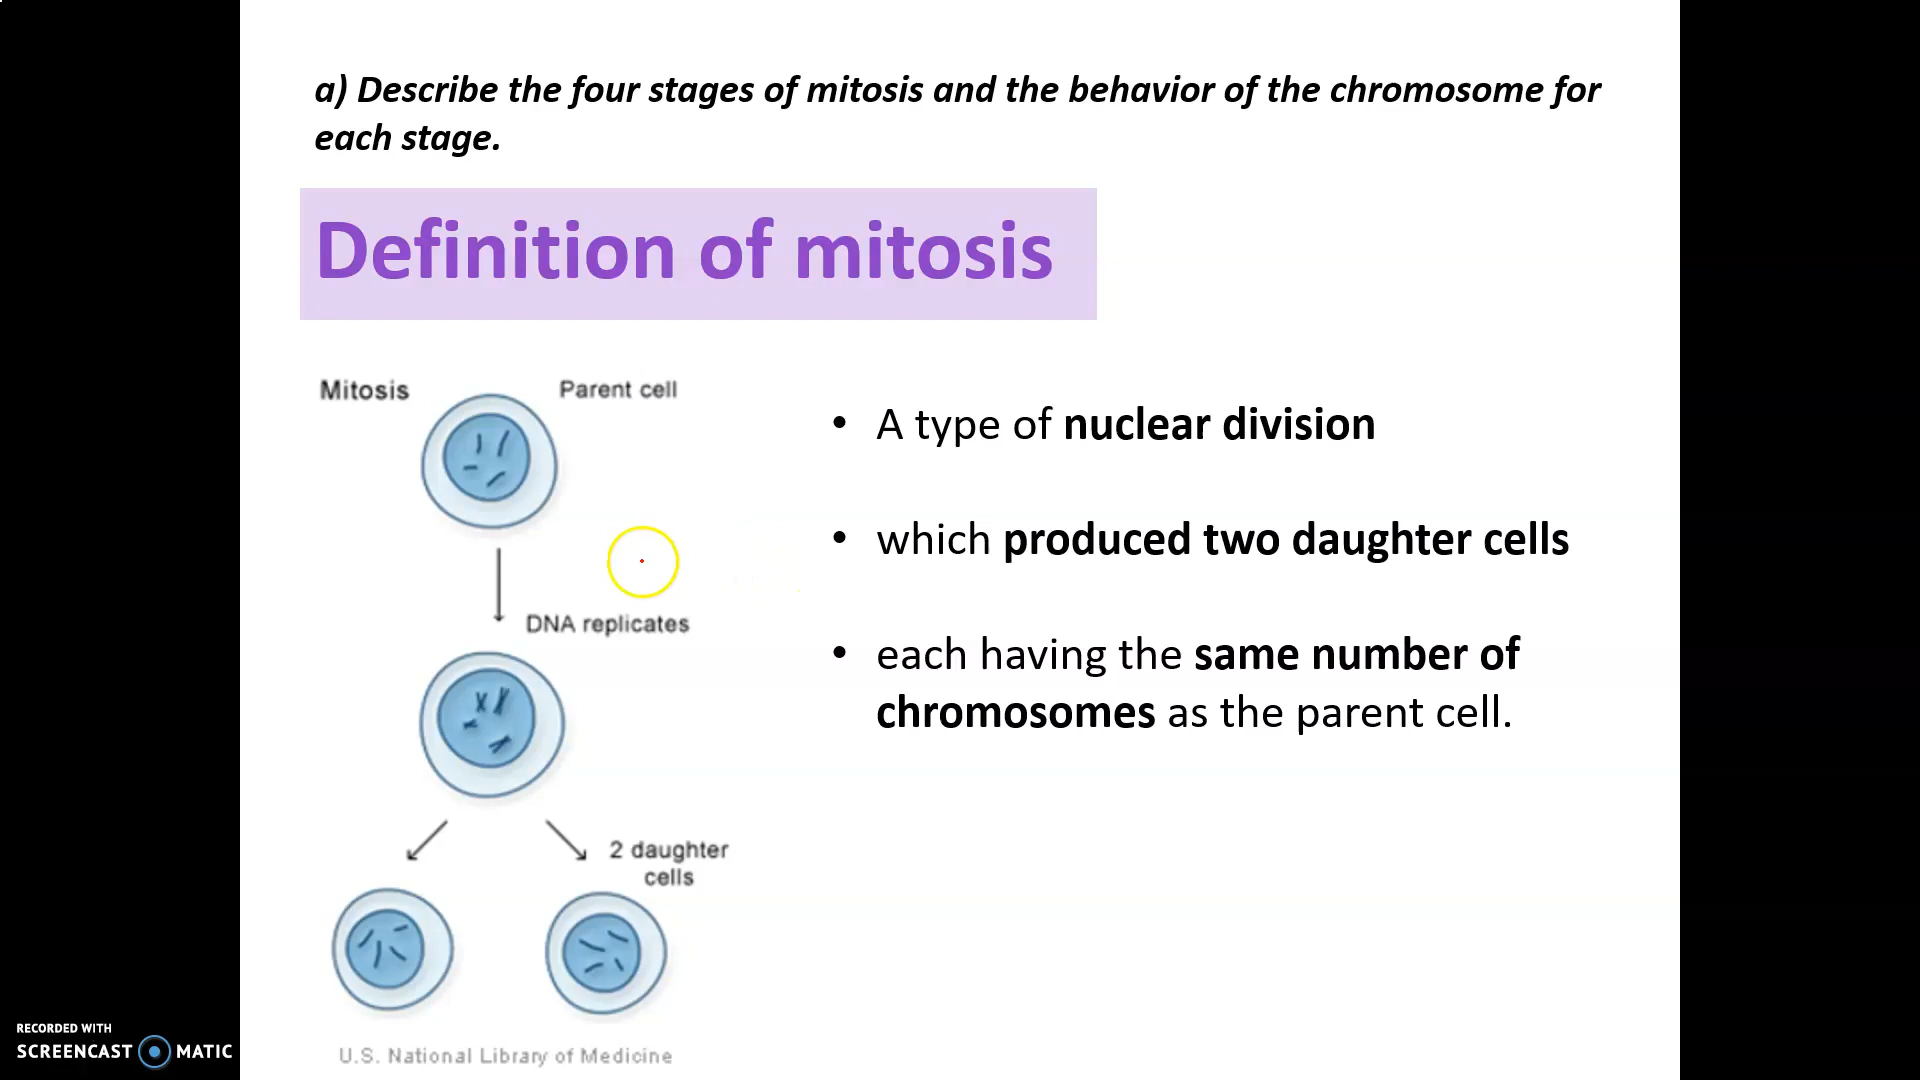 a) Describe the four stages of mitosis and the behavior of the chromosome for
each stage.
Definition of mitosis
Mitosis
Parent cell
DNA replicates
2 daughter
cells
U.S. National Library of Medicine
• A type of nuclear division
• which produced two daughter cells
• each having the same number of
chromosomes as the parent cell.
RECORDED WITH
SCREENCAST MATIC